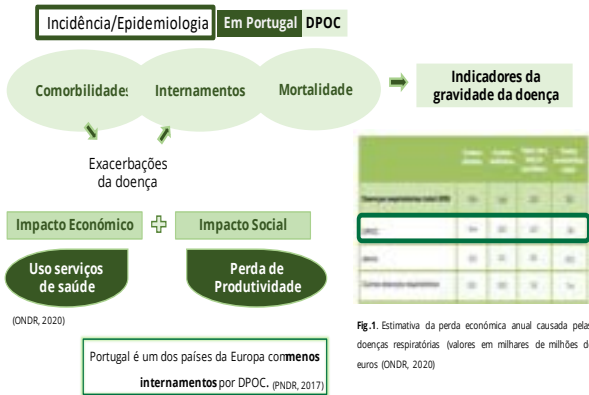 Incidência/Epidemiologia Em Portugal DPOC
Comorbilidade: Internamentos Mortalidade
Indicadores da
gravidade da doença
Exacerbações
da doença
Impacto Económico Impacto Social
Uso serviços
de saúde
Perda de
Produtividade
(ONDR, 2020)
DPOC
Fig.1. Estimativa da perda económica anual causada pelas
doenças respiratórias (valores em milhares de milhões de
euros (ONDR, 2020)
Portugal é um dos países da Europa com menos
internamentos por DPOC. (PNDR, 2017)